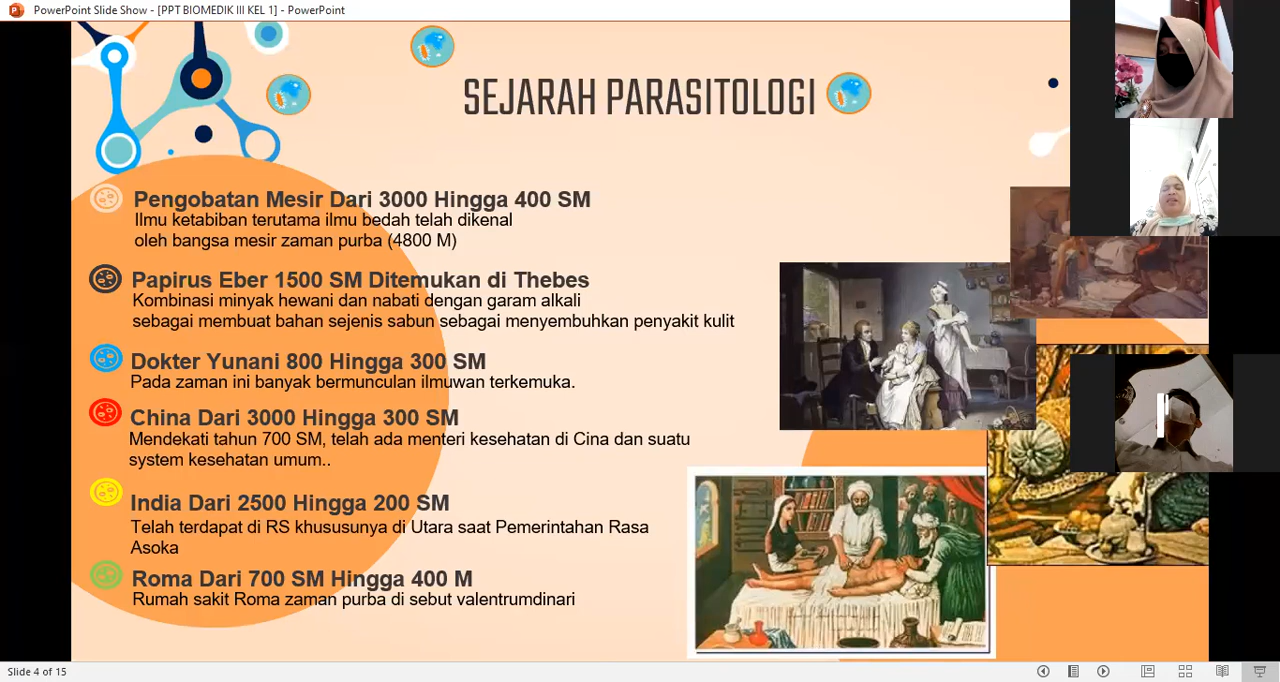 PowerPoint Slide Show - [PPT BIOMEDIK III KEL 1] - PowerPoint
SEJARAH PARASITOLOGI
Pengobatan Mesir Dari 3000 Hingga 400 SM
Ilmu ketabiban terutama ilmu bedah telah dikenal
oleh bangsa mesir zaman purba (4800 M)
Papirus Eber 1500 SM Ditemukan di Thebes
Kombinasi minyak hewani dan nabati dengan garam alkali
sebagai membuat bahan sejenis sabun sebagai menyembuhkan penyakit kulit
Dokter Yunani 800 Hingga 300 SM
Pada zaman ini banyak bermunculan ilmuwan terkemuka.
China Dari 3000 Hingga 300 SM
Mendekati tahun 700 SM, telah ada menteri kesehatan di Cina dan suatu
system kesehatan umum..
India Dari 2500 Hingga 200 SM
Telah terdapat di RS khususunya di Utara saat Pemerintahan Rasa
Asoka
Roma Dari 700 SM Hingga 400 M
Rumah sakit Roma zaman purba di sebut valentrumdinari
Slide 4 of 15